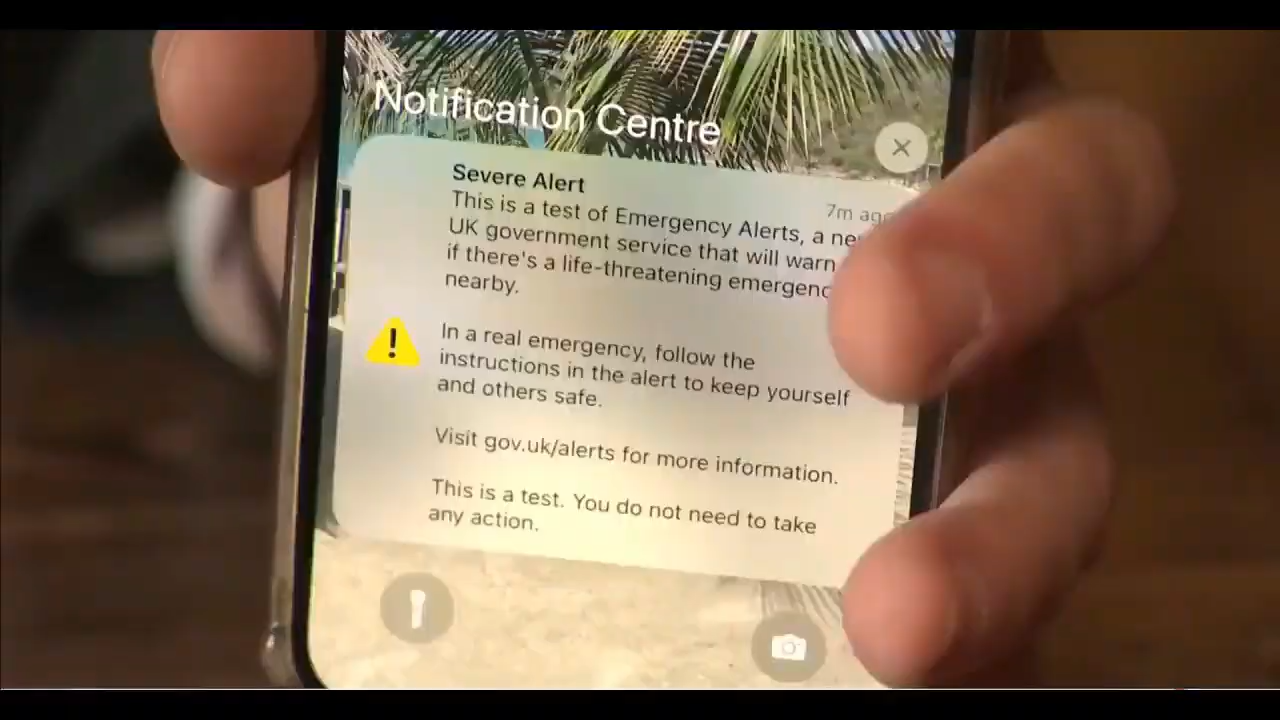 Notification Centre
Severe Alert
7m ago
This is a test of Emergency Alerts, a
UK government service that will warn
if there's a life-threatening
nearby.
In a real emergency, follow the
instructions in the alert to keep yourself
and others safe.
Visit gov.uk/alerts for more information.
This is a test. You do not need to take
any action.